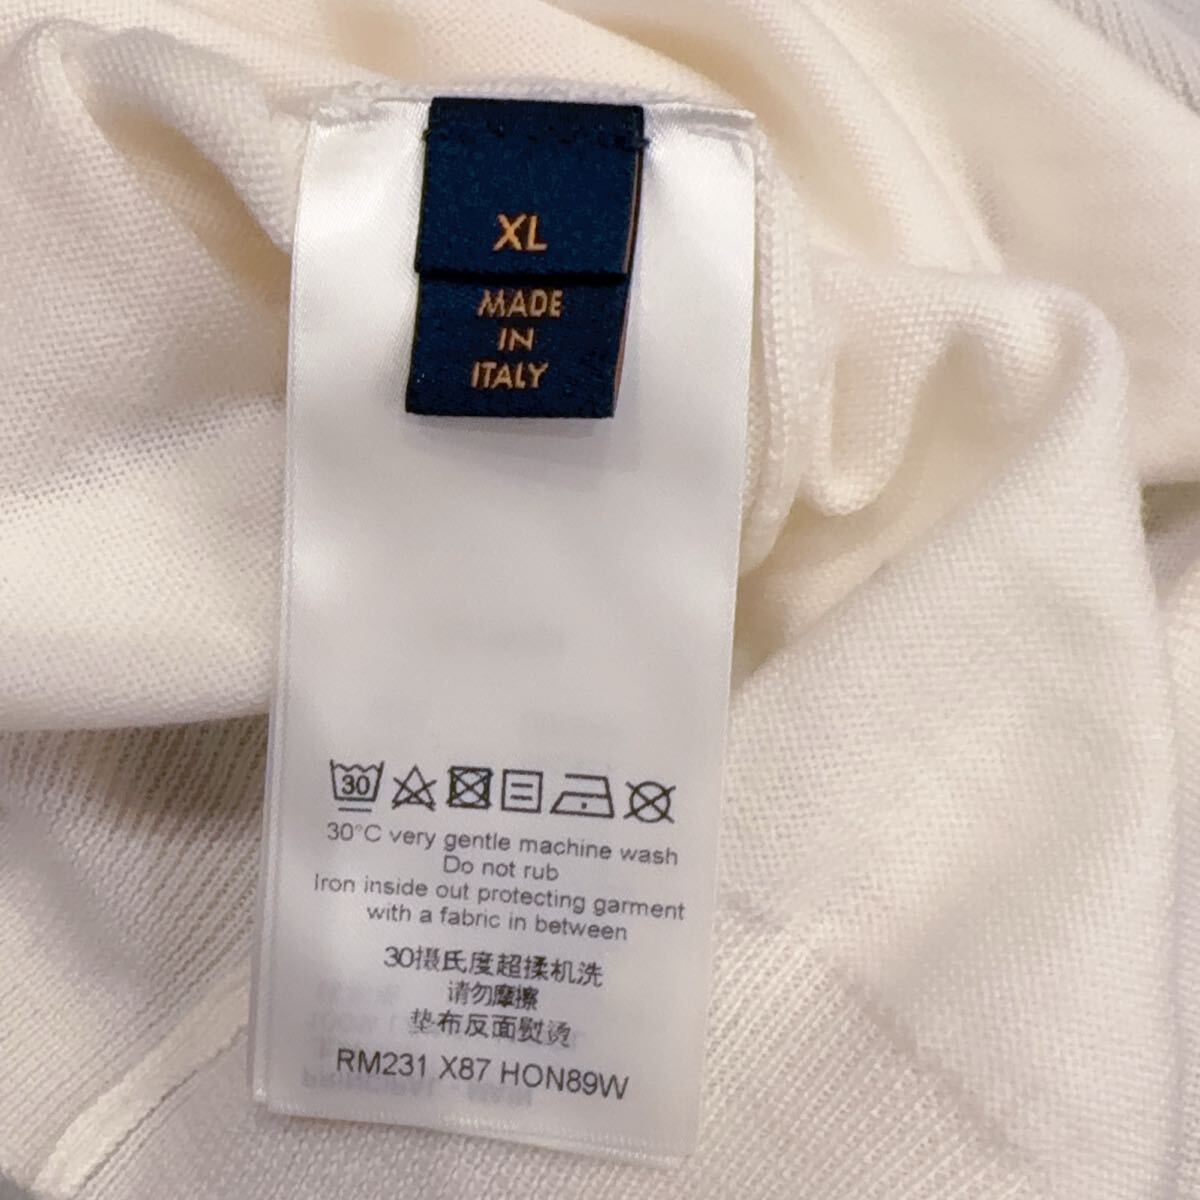 XL
MADE
IN
ITALY
30
30°C very gentle machine wash
Do not rub
Iron inside out protecting garment
with a fabric in between
30摄氏度超揉机洗
请勿摩擦
垫布反面熨烫
RM231 X87 HON89W